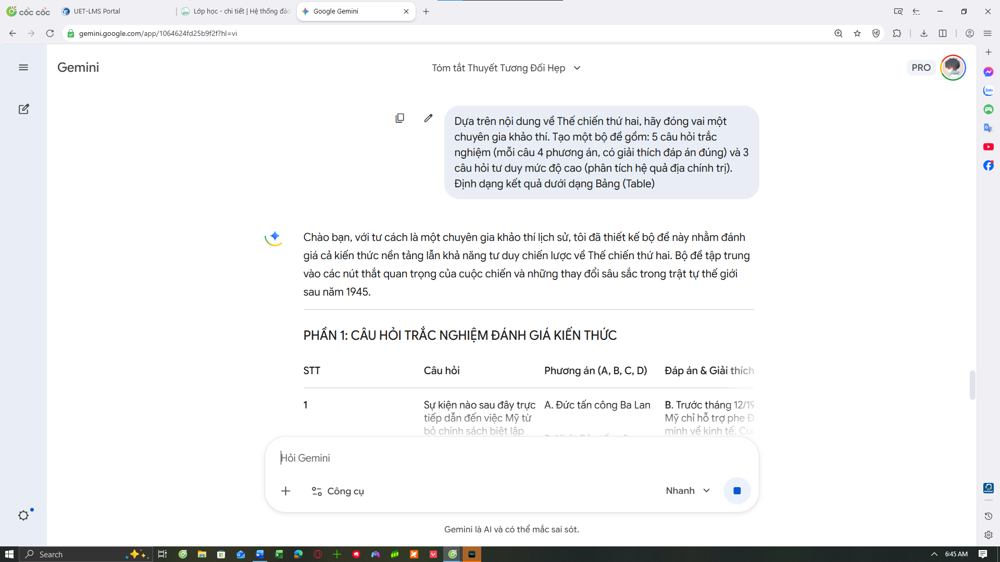 cốc cốc
UET-LMS Portal
Lớp học - chi tiết | Hệ thống đào
Google Gemini
gemini.google.com/app/1064624fd25b9f2f?hl=vi
Gemini
Tóm tắt Thuyết Tương Đối Hẹp
PRO
Zalo
Dựa trên nội dung về Thế chiến thứ hai, hãy đóng vai một
chuyên gia khảo thí. Tạo một bộ đề gồm: 5 câu hỏi trắc
nghiệm (mỗi câu 4 phương án, có giải thích đáp án đúng) và 3
câu hỏi tư duy mức độ cao (phân tích hệ quả địa chính trị).
Định dạng kết quả dưới dạng Bảng (Table)
Chào bạn, với tư cách là một chuyên gia khảo thí lịch sử, tôi đã thiết kế bộ đề này nhằm đánh
giá cả kiến thức nền tảng lẫn khả năng tư duy chiến lược về Thế chiến thứ hai. Bộ đề tập trung
vào các nút thắt quan trọng của cuộc chiến và những thay đổi sâu sắc trong trật tự thế giới
sau năm 1945.
PHẦN 1: CÂU HỎI TRẮC NGHIỆM ĐÁNH GIÁ KIẾN THỨC
STT
Câu hỏi
Phương án (A, B, C, D)
Đáp án & Giải thích
1
Sự kiện nào sau đây trực
tiếp dẫn đến việc Mỹ từ
bỏ chính sách biệt lập
A. Đức tấn công Ba Lan
B. Trước tháng 12/19
Mỹ chỉ hỗ trợ phe Đ
minh về kinh tế. Cuộ
Hỏi Gemini
Công cụ
Nhanh
Gemini là AI và có thể mắc sai sót.
Search
6:45 AM